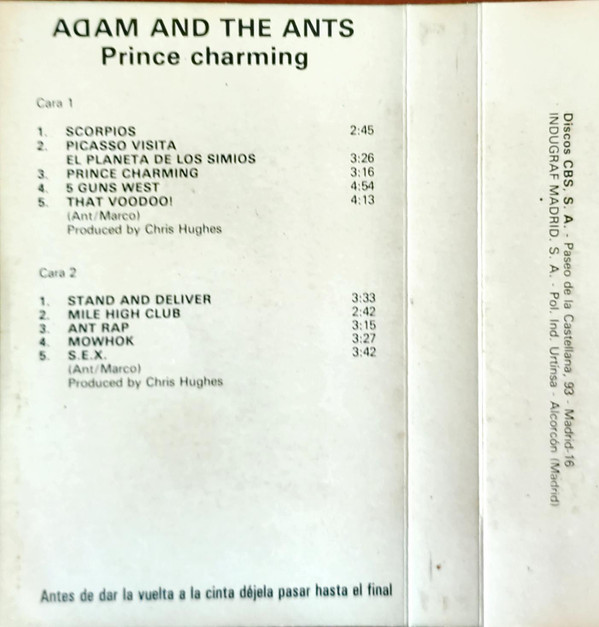 ADAM AND THE ANTS
Prince charming
Cara 1
1. SCORPIOS 2:45
2. PICASSO VISITA
EL PLANETA DE LOS SIMIOS 3:26
3. PRINCE CHARMING 3:16
4. 5 GUNS WEST 4:54
5. THAT VOODOO! 4:13
(Ant/Marco)
Produced by Chris Hughes
Cara 2
1. STAND AND DELIVER 3:33
2. MILE HIGH CLUB 2:42
3. ANT RAP 3:15
4. MOWHOK 3:27
5. S.E.X. 3:42
(Ant/Marco)
Produced by Chris Hughes
Antes de dar la vuelta a la cinta déjela pasar hasta el final
Discos CBS, S. A. - Paseo de la Castellana, 93 - Madrid-16
INDUGRAF MADRID, S. A. - Pol. Ind. Urtinsa - Alcorcón (Madrid)